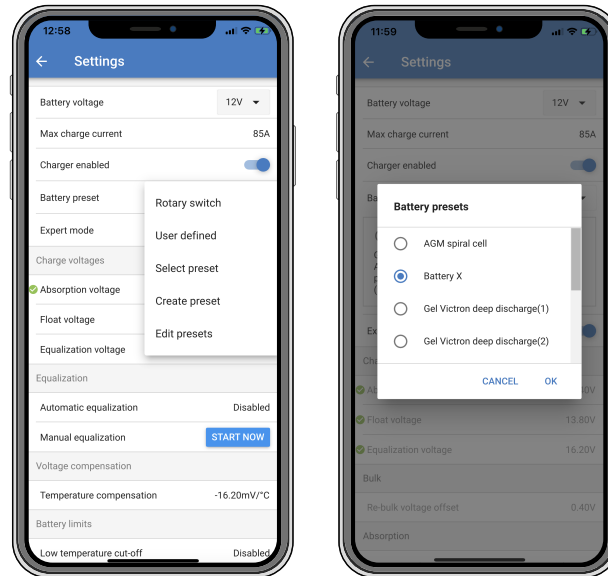 12:58
Settings
Battery voltage 12V
Max charge current 85A
Charger enabled
Battery preset
Expert mode
Rotary switch
User defined
Select preset
Create preset
Edit presets
Charge voltages
Absorption voltage
Float voltage
Equalization voltage
Equalization
Automatic equalization Disabled
Manual equalization START NOW
Voltage compensation
Temperature compensation -16.20mV/°C
Battery limits
Low temperature cut-off Disabled
11:59
Settings
Battery voltage 12V
Max charge current 85A
Charger enabled
Ba
Battery presets
AGM spiral cell
Battery X
Gel Victron deep discharge(1)
Gel Victron deep discharge(2)
CANCEL OK
Ex
Cha
Ab 0V
Float voltage 13.80V
Equalization voltage 16.20V
Bulk
Re-bulk voltage offset 0.40V
Absorption